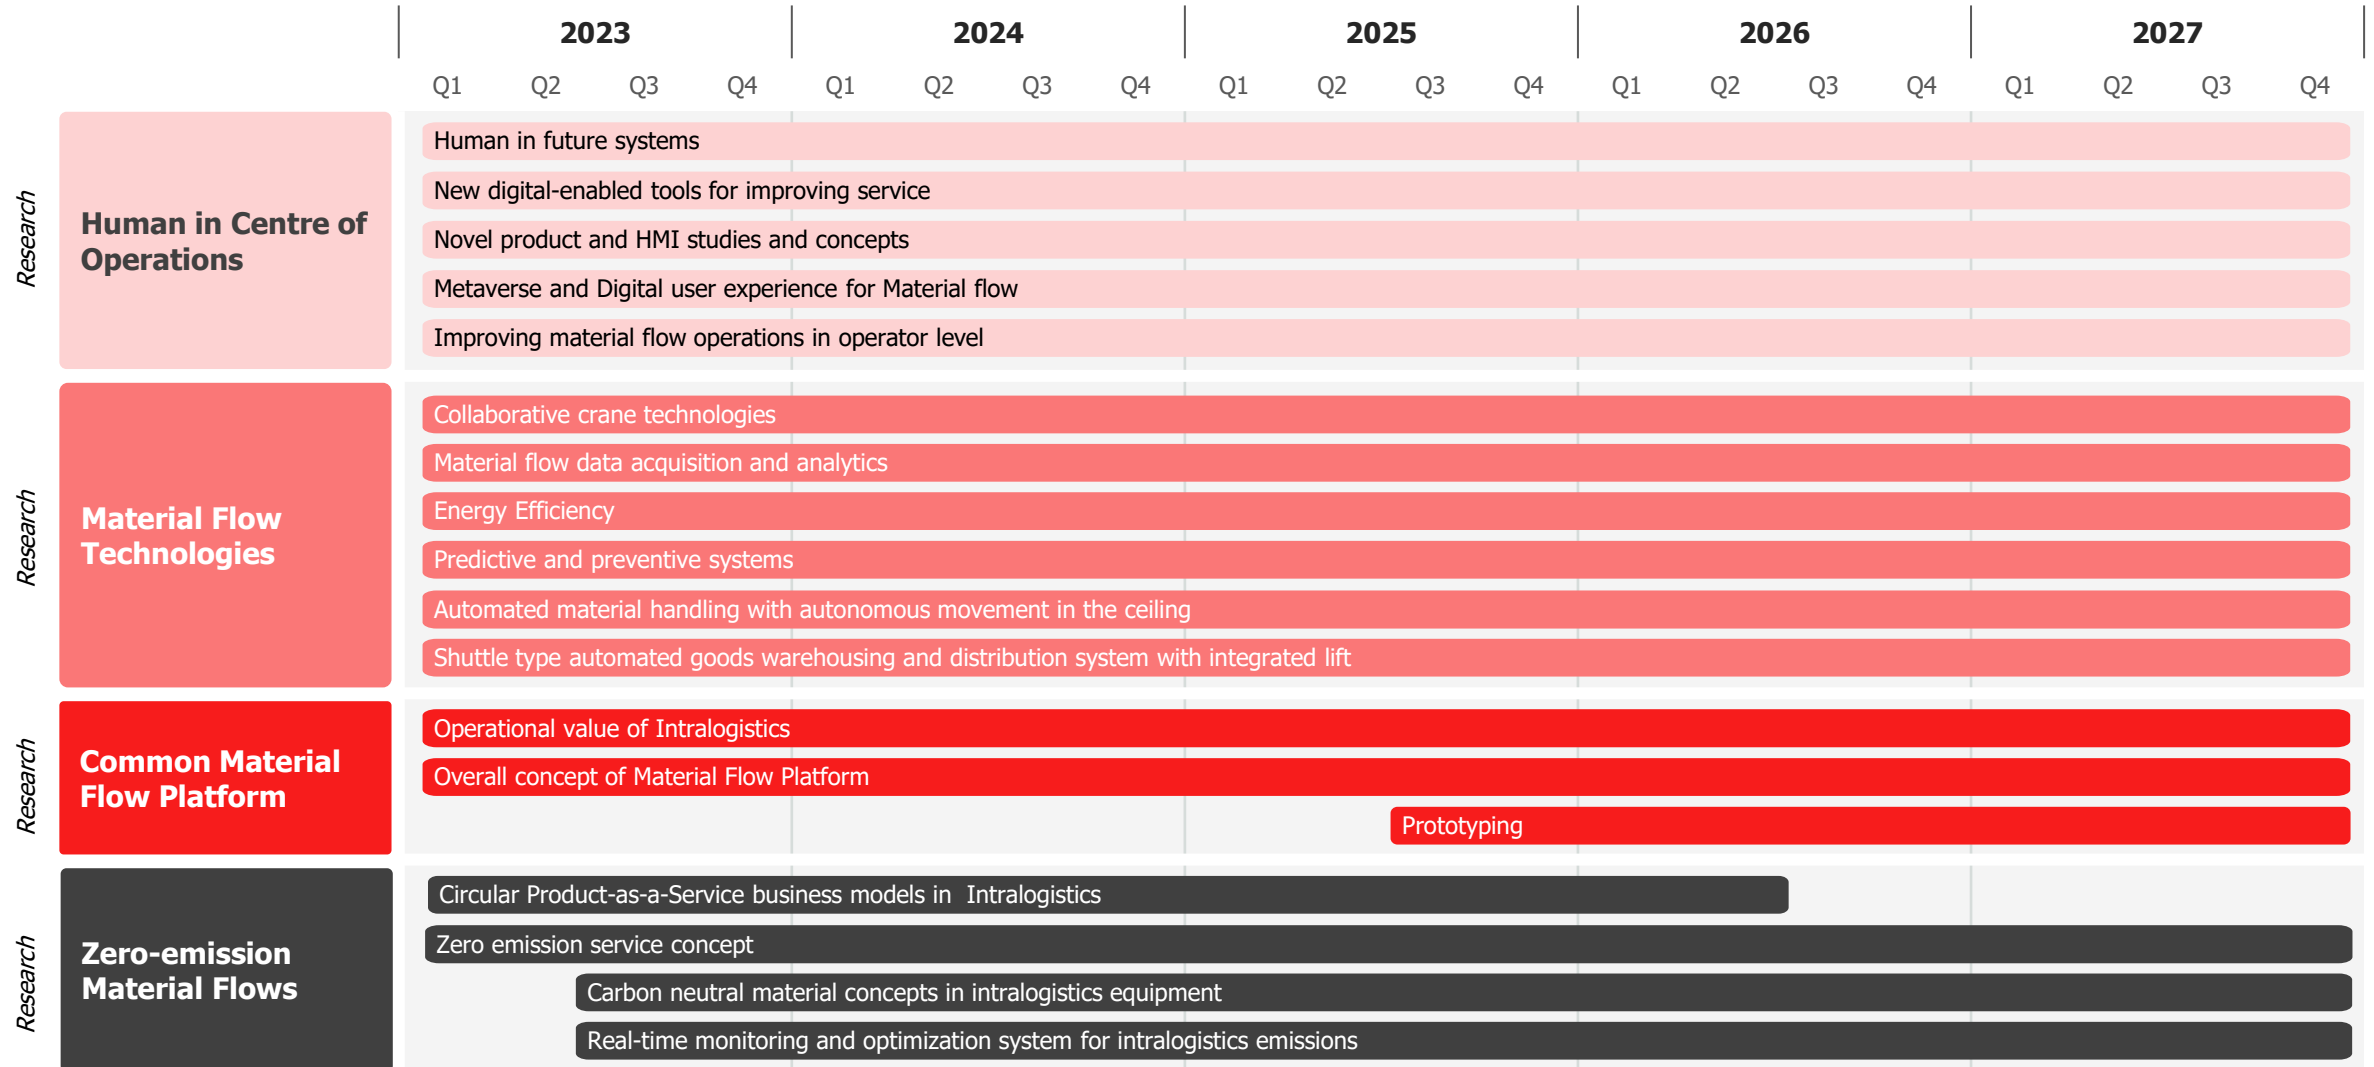 2023 2024 2025 2026 2027
Q1 Q2 Q3 Q4 Q1 Q2 Q3 Q4 Q1 Q2 Q3 Q4 Q1 Q2 Q3 Q4 Q1 Q2 Q3 Q4
Research
Human in Centre of
Operations
Human in future systems
New digital-enabled tools for improving service
Novel product and HMI studies and concepts
Metaverse and Digital user experience for Material flow
Improving material flow operations in operator level
Research
Material Flow
Technologies
Collaborative crane technologies
Material flow data acquisition and analytics
Energy Efficiency
Predictive and preventive systems
Automated material handling with autonomous movement in the ceiling
Shuttle type automated goods warehousing and distribution system with integrated lift
Research
Common Material
Flow Platform
Operational value of Intralogistics
Overall concept of Material Flow Platform
Prototyping
Research
Zero-emission
Material Flows
Circular Product-as-a-Service business models in  Intralogistics
Zero emission service concept
Carbon neutral material concepts in intralogistics equipment
Real-time monitoring and optimization system for intralogistics emissions